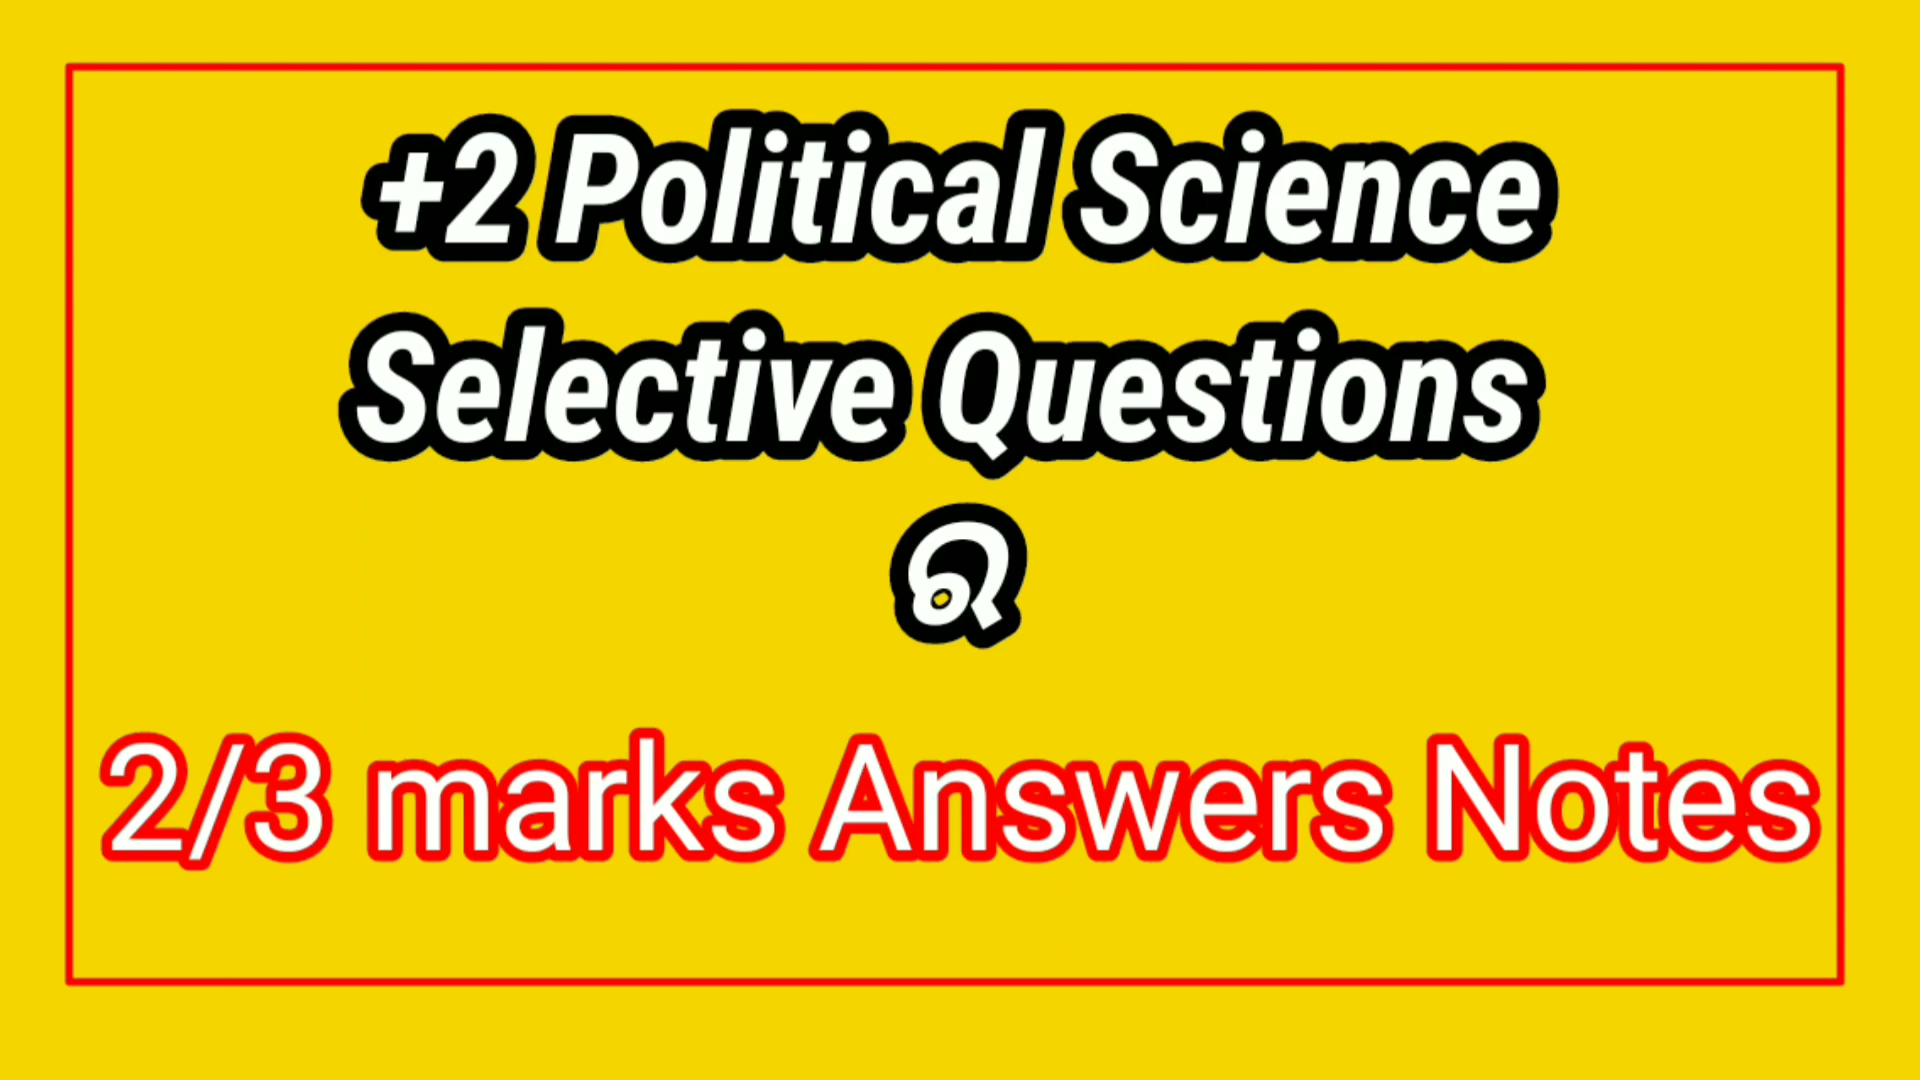 +2 Political Science
Selective Questions
ର
2/3 marks Answers Notes